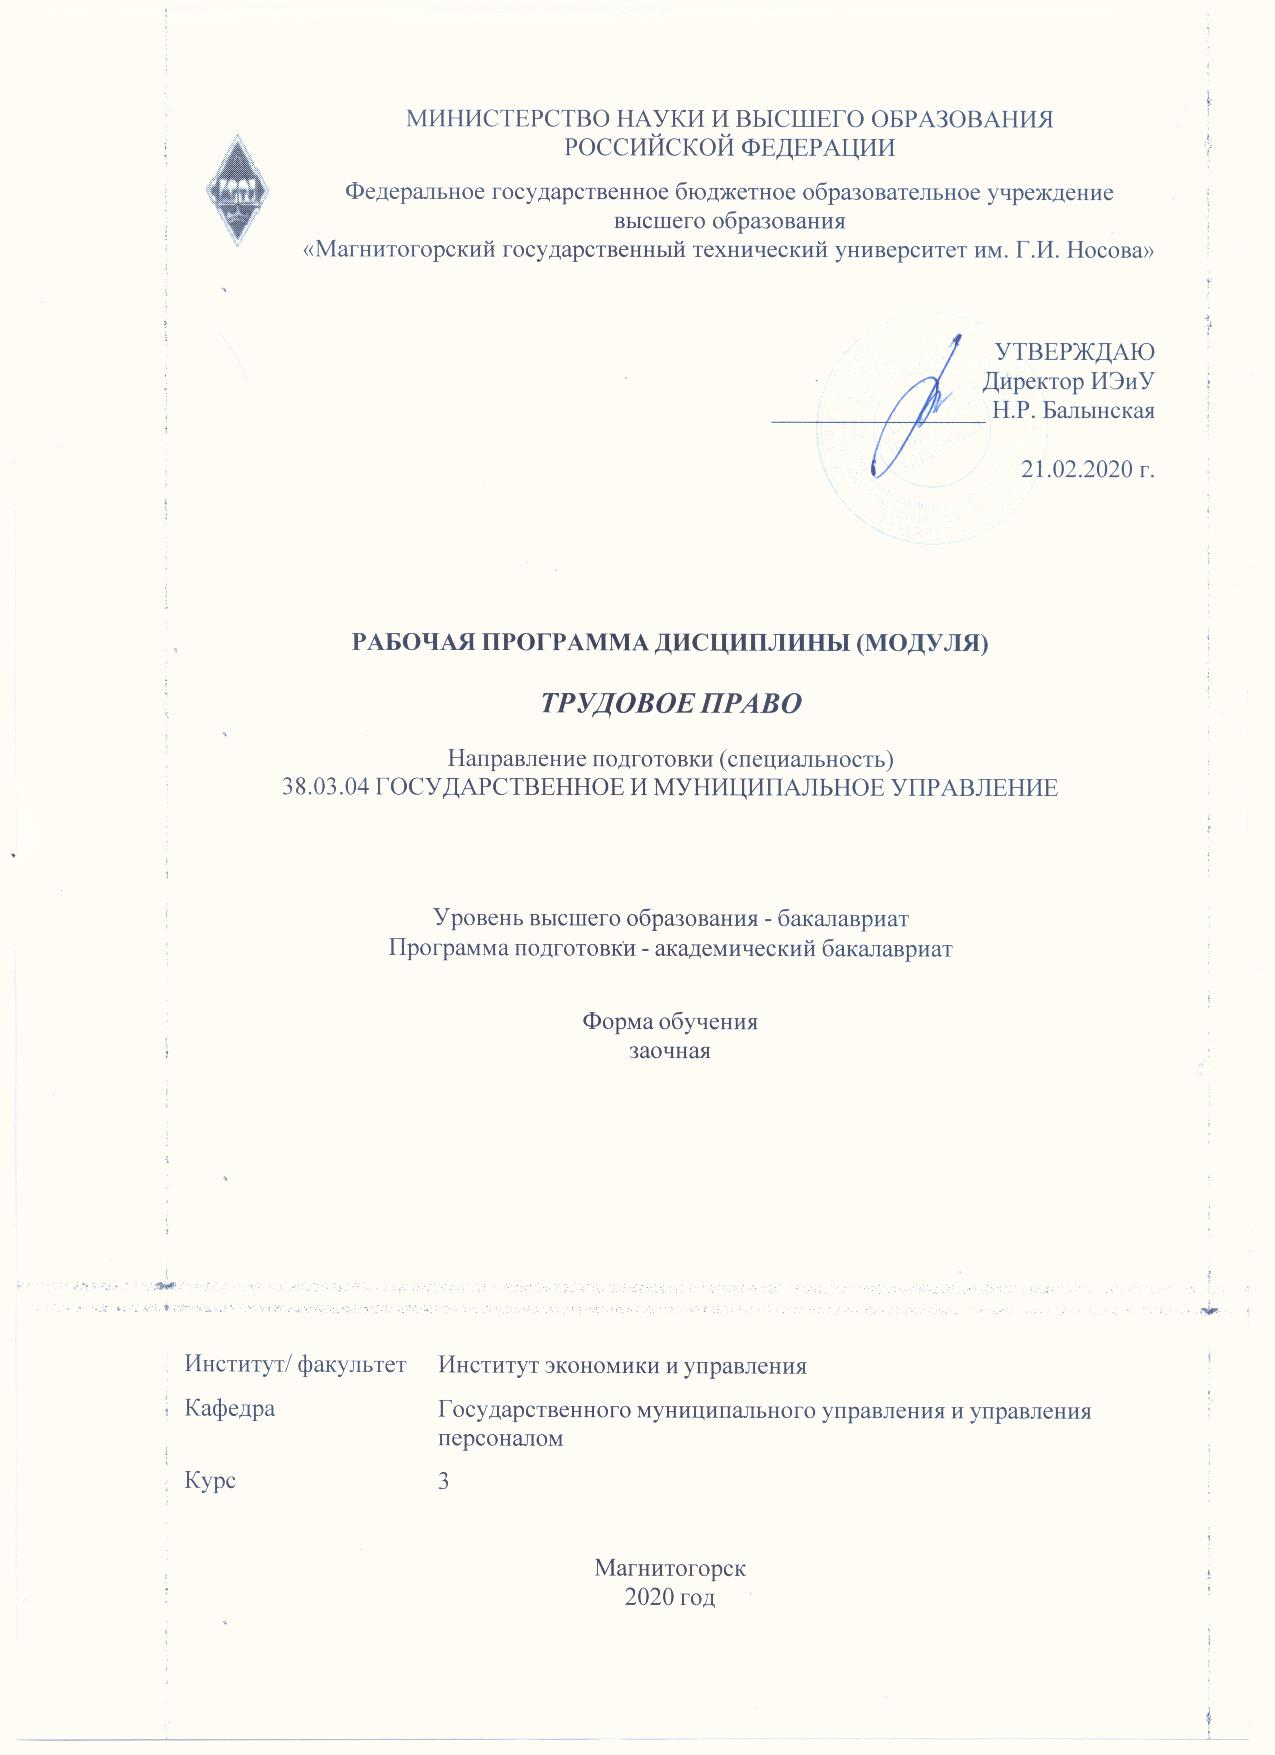 МИНИСТЕРСТВО НАУКИ И ВЫСШЕГО ОБРАЗОВАНИЯ
РОССИЙСКОЙ ФЕДЕРАЦИИ
Федеральное государственное бюджетное образовательное учреждение
высшего образования
«Магнитогорский государственный технический университет им. Г.И. Носова»
УТВЕРЖДАЮ
Директор ИЭиУ
Н.Р. Балынская
21.02.2020 г.
РАБОЧАЯ ПРОГРАММА ДИСЦИПЛИНЫ (МОДУЛЯ)
ТРУДОВОЕ ПРАВО
Направление подготовки (специальность)
38.03.04 ГОСУДАРСТВЕННОЕ И МУНИЦИПАЛЬНОЕ УПРАВЛЕНИЕ
Уровень высшего образования - бакалавриат
Программа подготовки - академический бакалавриат
Форма обучения
заочная
Институт/ факультет Институт экономики и управления
Кафедра Государственного муниципального управления и управления
персоналом
Курс 3
Магнитогорск
2020 год